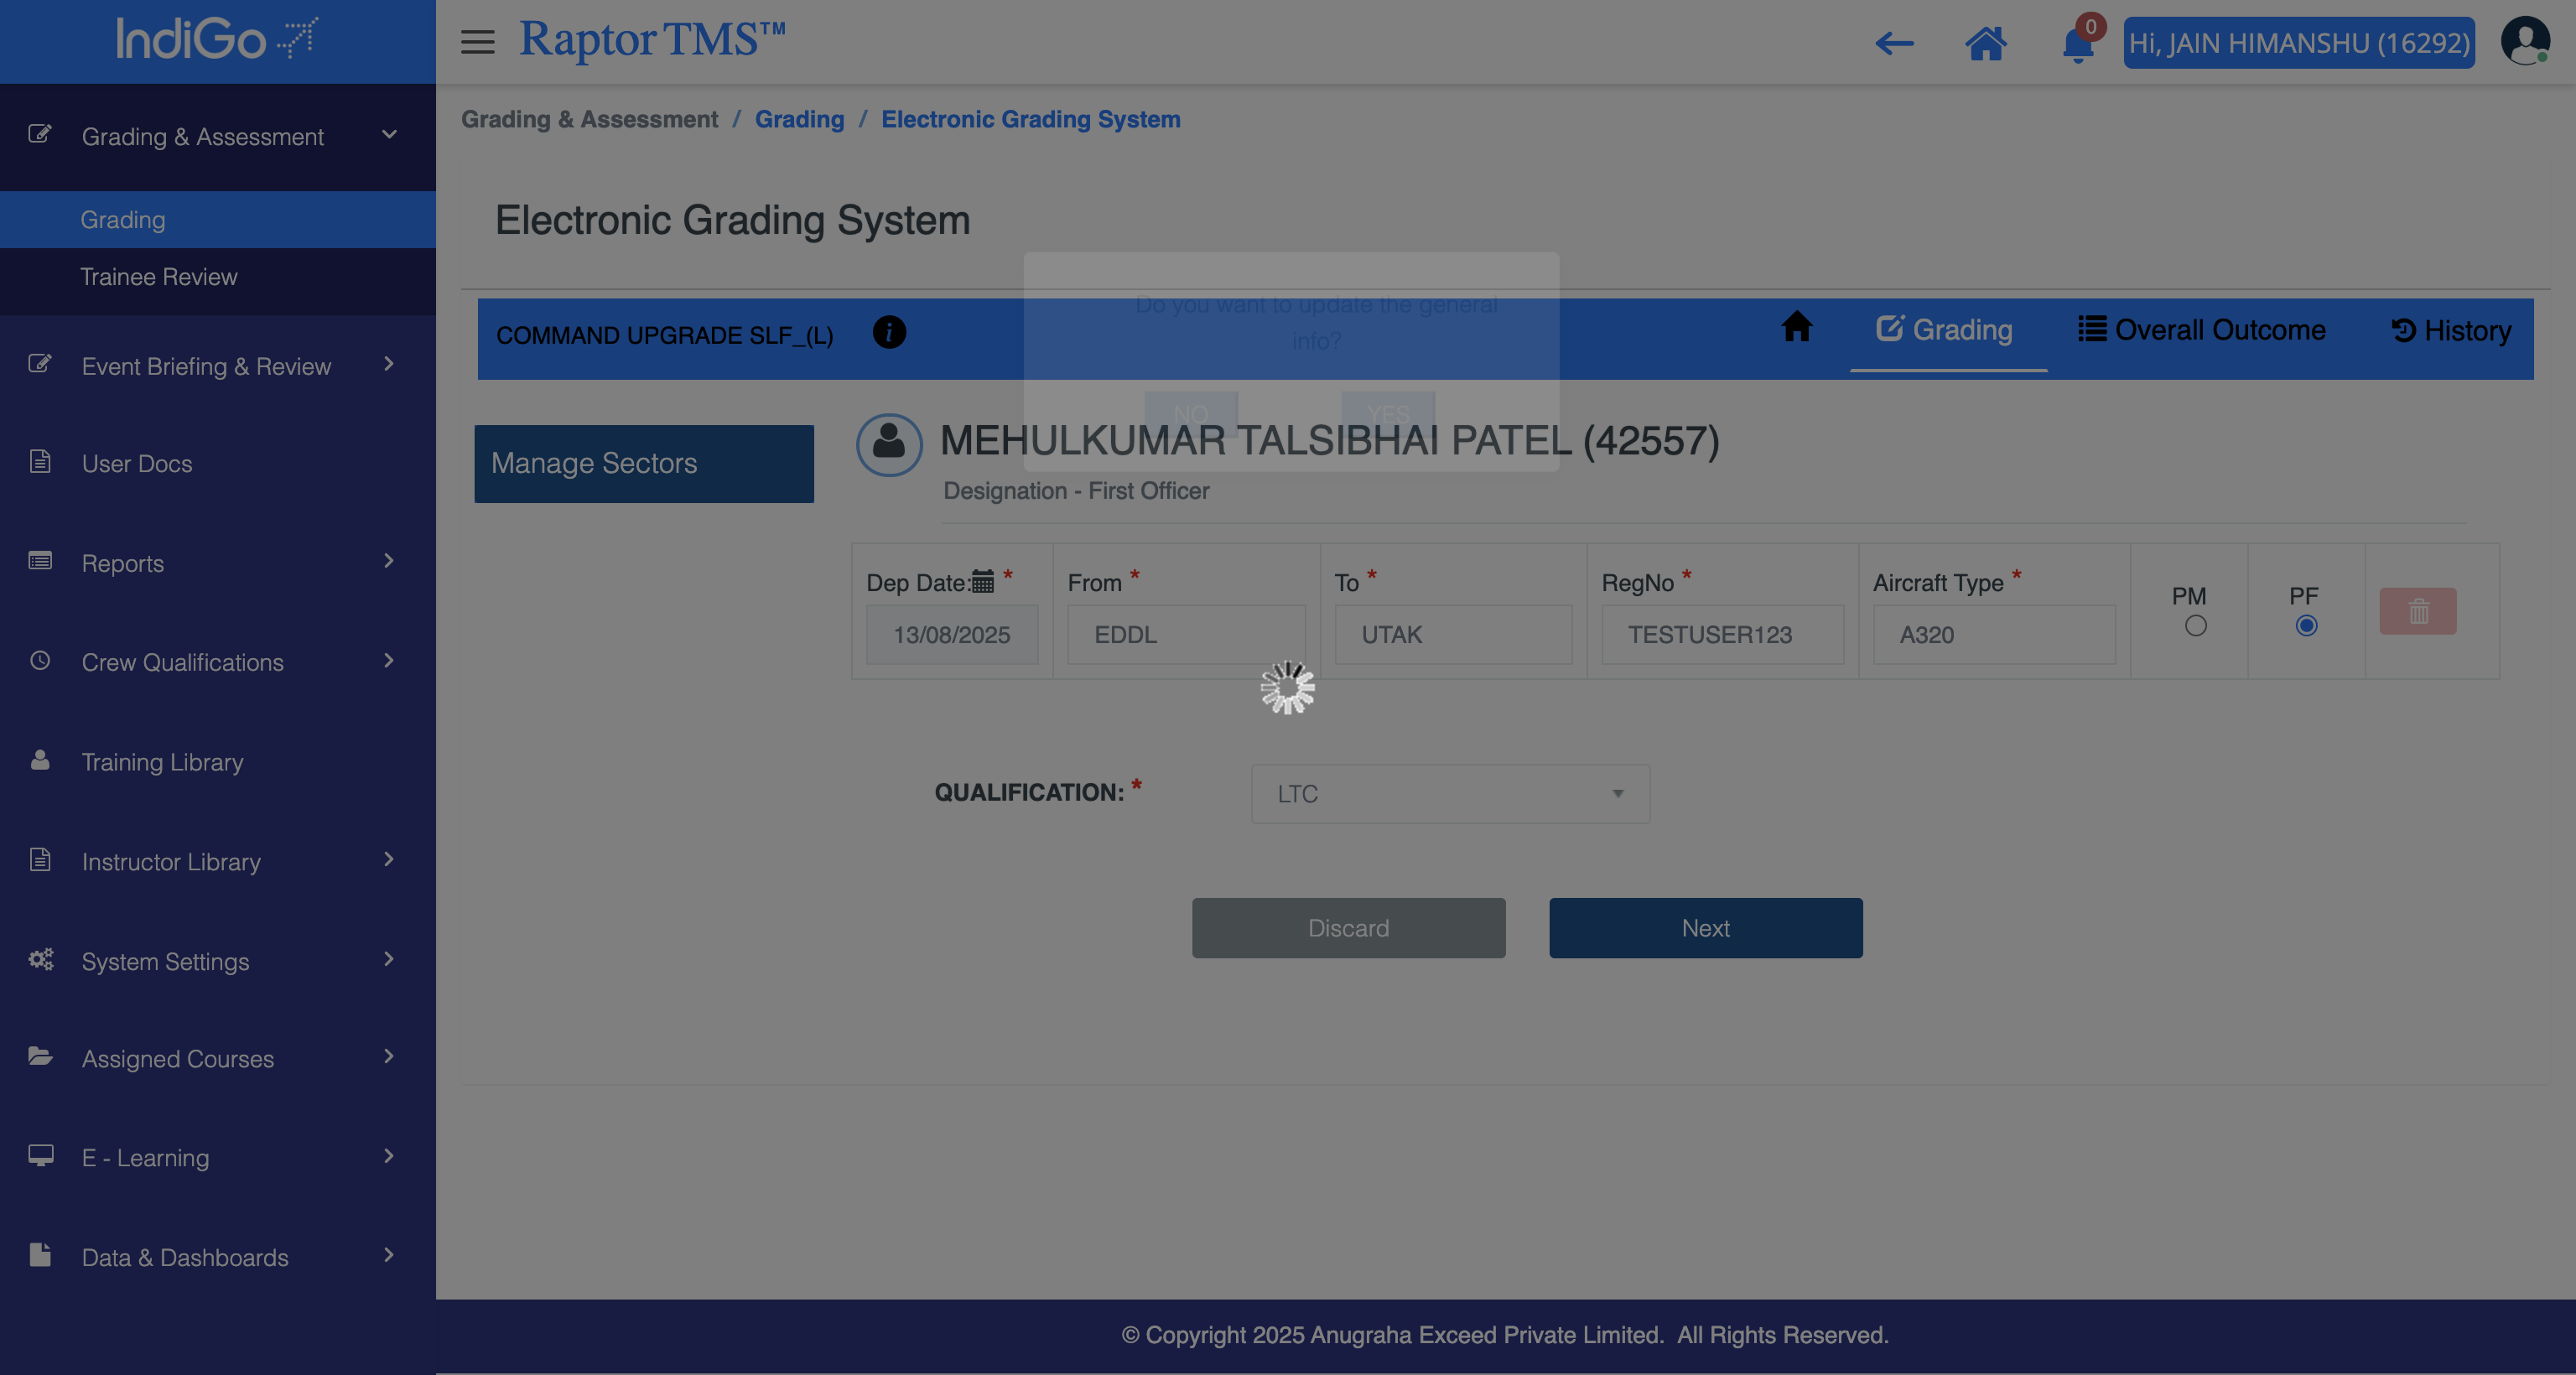 IndiGo
Raptor TMS™
0
Hi, JAIN HIMANSHU (16292)
Grading & Assessment
Grading
Trainee Review
Event Briefing & Review
User Docs
Reports
Crew Qualifications
Training Library
Instructor Library
System Settings
Assigned Courses
E - Learning
Data & Dashboards
Grading & Assessment / Grading / Electronic Grading System
Electronic Grading System
Do you want to update the general
info?
NO YES
COMMAND UPGRADE SLF_(L) i
Grading Overall Outcome History
Manage Sectors
MEHULKUMAR TALSIBHAI PATEL (42557)
Designation - First Officer
Dep Date: * From * To * RegNo * Aircraft Type * PM PF
13/08/2025 EDDL UTAK TESTUSER123 A320
QUALIFICATION: * LTC
Discard Next
© Copyright 2025 Anugraha Exceed Private Limited. All Rights Reserved.